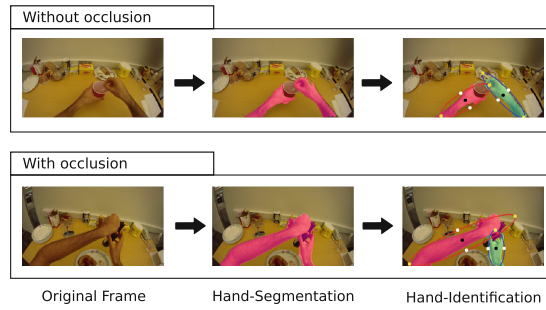 Without occlusion
With occlusion
Original Frame
Hand-Segmentation
Hand-Identification